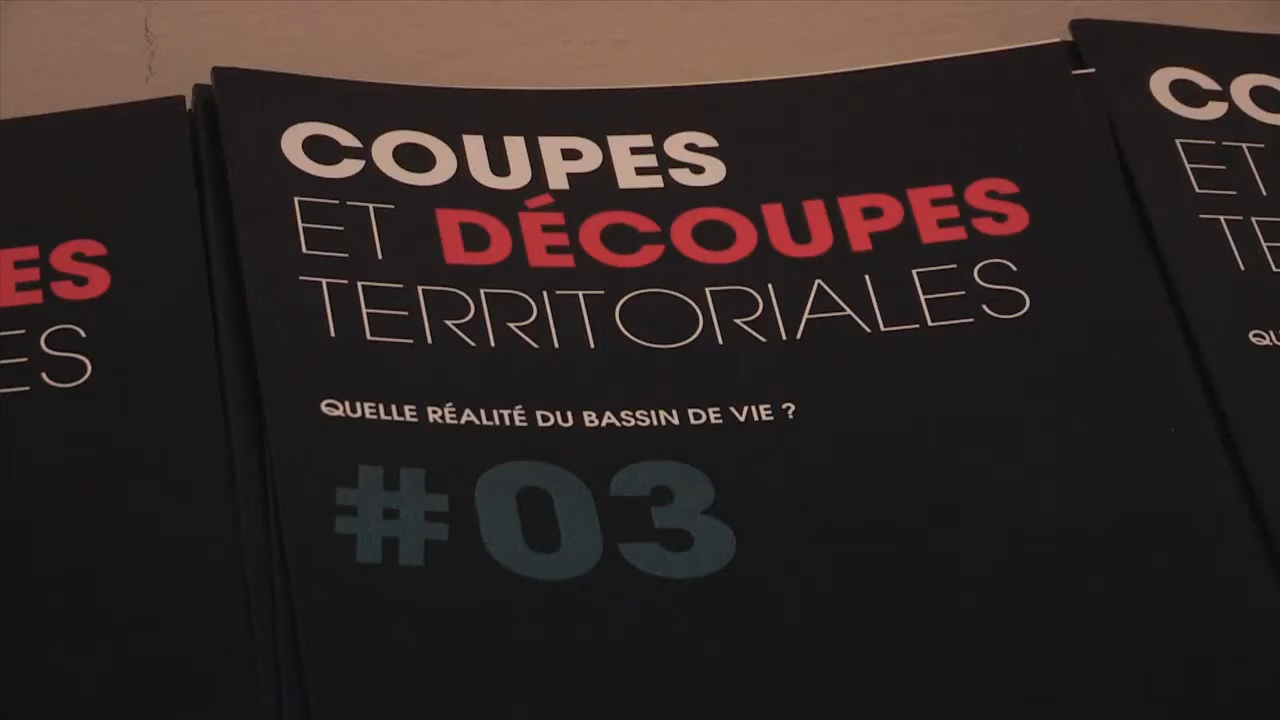 COUPES
ET DÉCOUPES
TERRITORIALES
QUELLE RÉALITÉ DU BASSIN DE VIE ?
#03